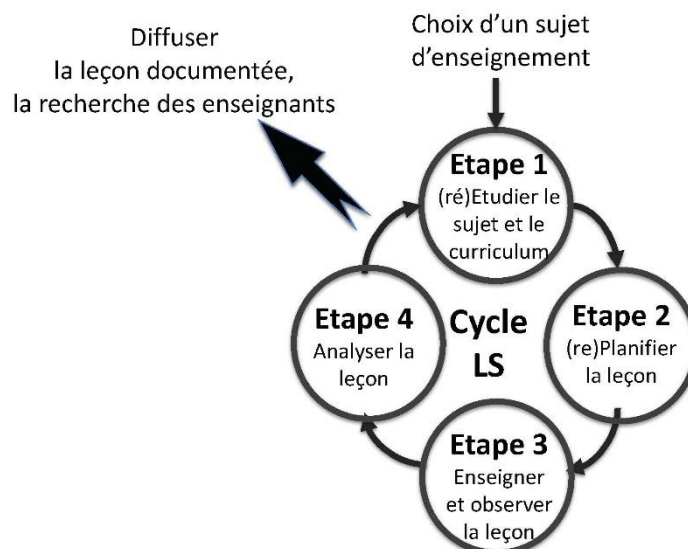 Diffuser
la leçon documentée,
la recherche des enseignants
Choix d’un sujet
d’enseignement
Etape 1
(ré)Etudier le
sujet et le
curriculum
Etape 2
(re)Planifier
la leçon
Etape 3
Enseigner
et observer
la leçon
Etape 4
Analyser la
leçon
Cycle
LS